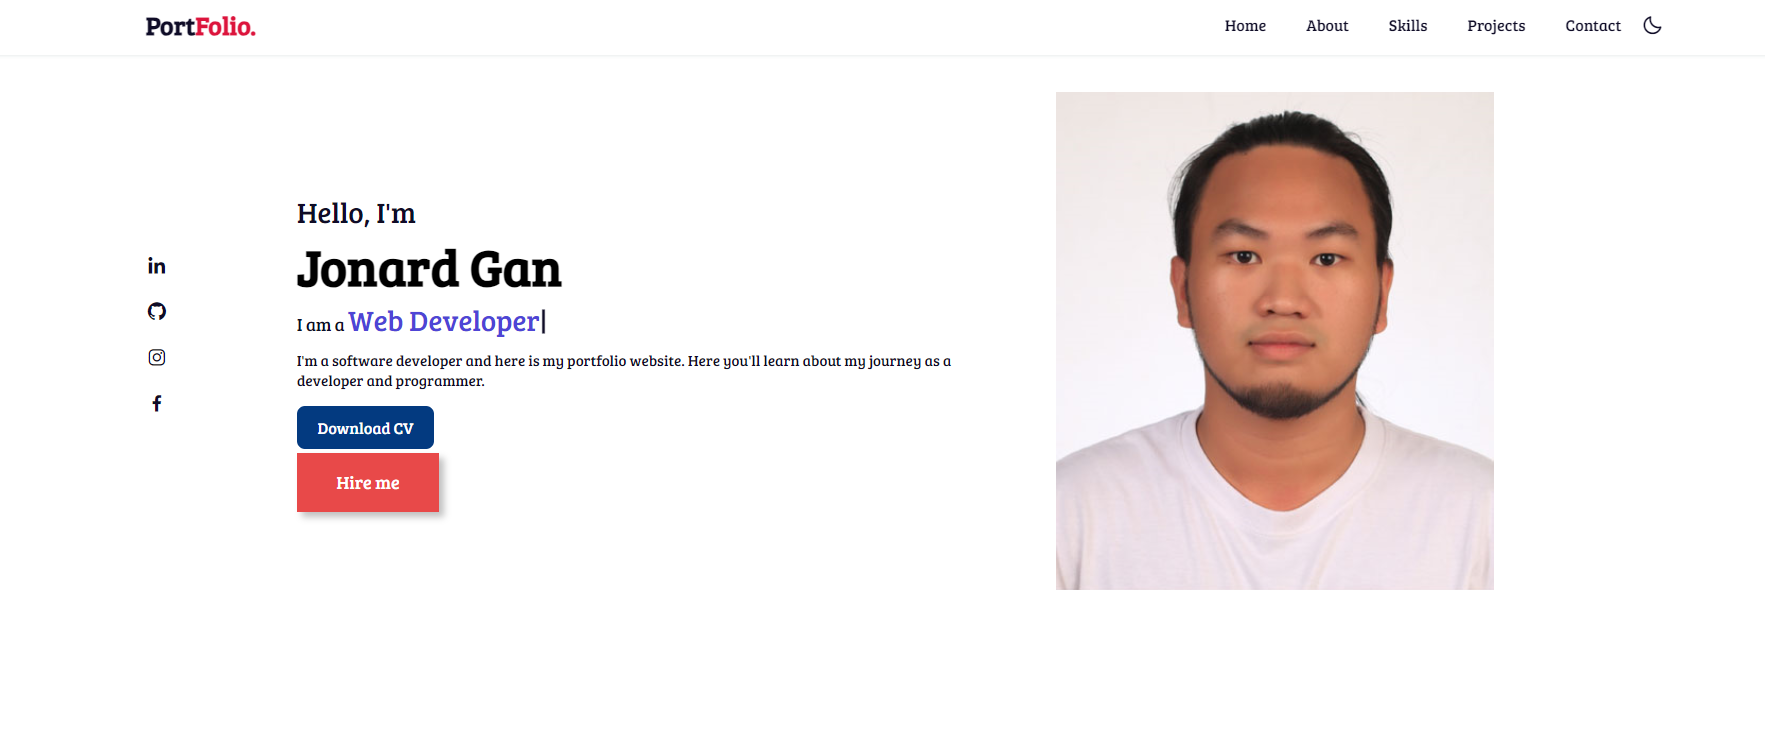 PortFolio.
Home
About
Skills
Projects
Contact
Hello, I'm
Jonard Gan
I am a Web Developer|
I'm a software developer and here is my portfolio website. Here you'll learn about my journey as a
developer and programmer.
Download CV
Hire me